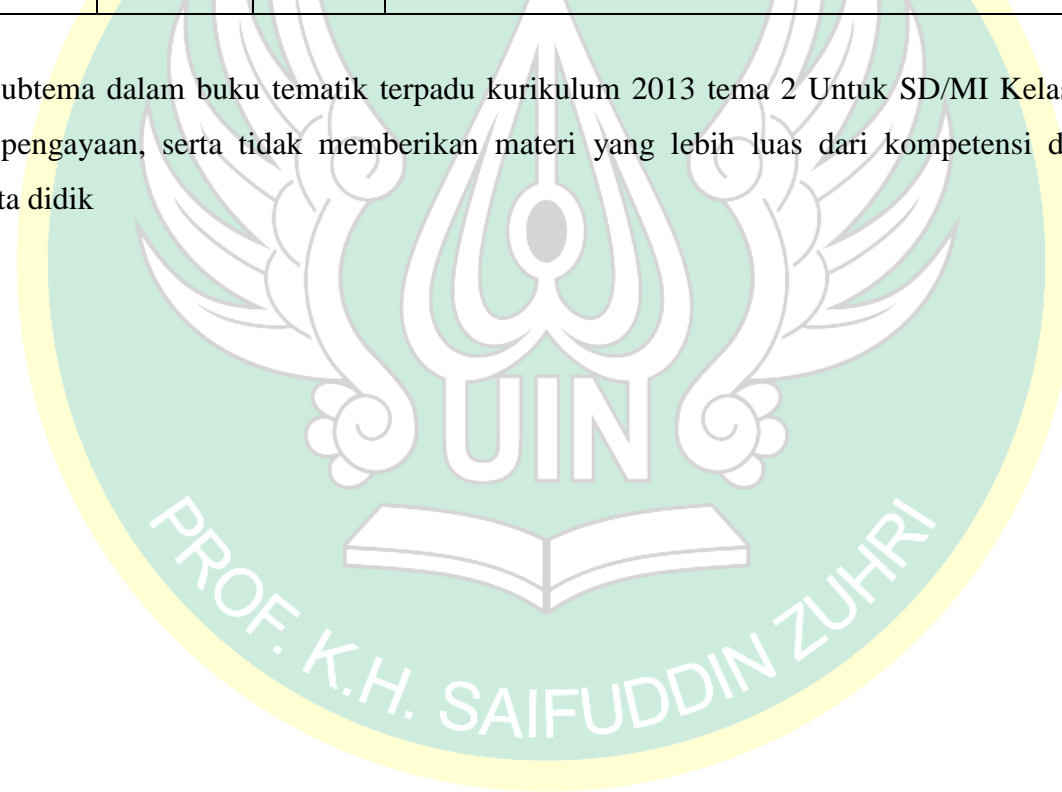 ubtema dalam buku tematik terpadu kurikulum 2013 tema 2 Untuk SD/MI Kelas
pengayaan, serta tidak memberikan materi yang lebih luas dari kompetensi d
ta didik
UIN
PROF. K.H. SAIFUDDIN ZUHRI